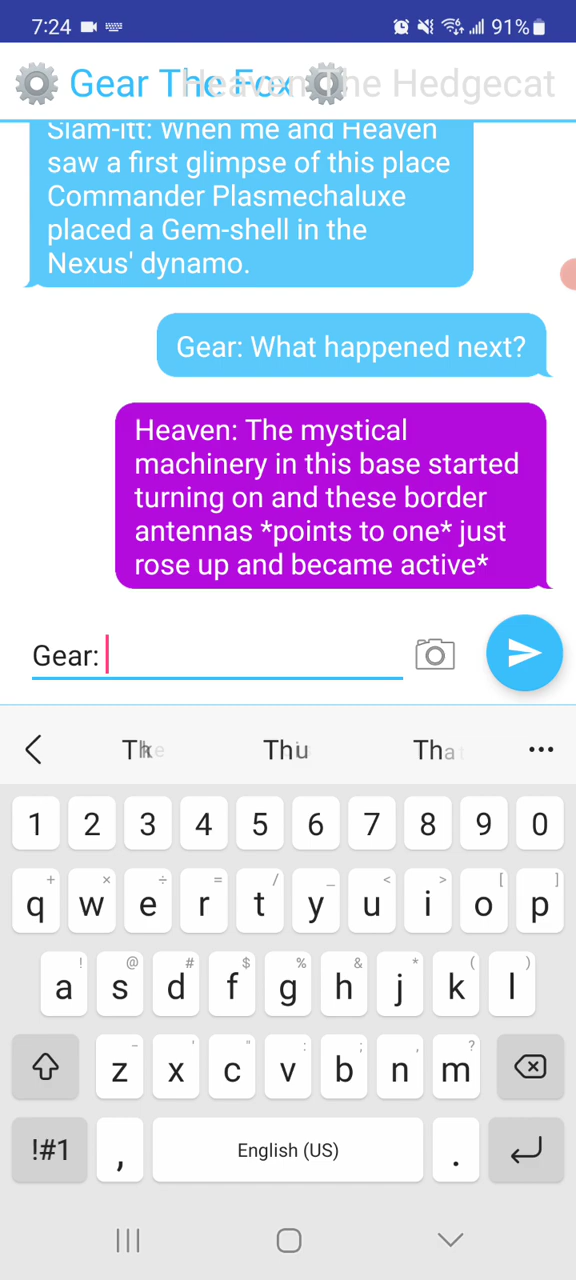 7:24 91%
Gear The Fox he Hedgecat
Slam-itt: When me and Heaven
saw a first glimpse of this place
Commander Plasmechaluxe
placed a Gem-shell in the
Nexus' dynamo.
Gear: What happened next?
Heaven: The mystical
machinery in this base started
turning on and these border
antennas *points to one* just
rose up and became active*
Gear:
1 2 3 4 5 6 7 8 9 0
+ × ÷ = / _ < > [ ]
q w e r t y u i o p
! @ # $ % & * ( )
a s d f g h j k l
- ' " : ; , ?
z x c v b n m
!#1 , English (US) .